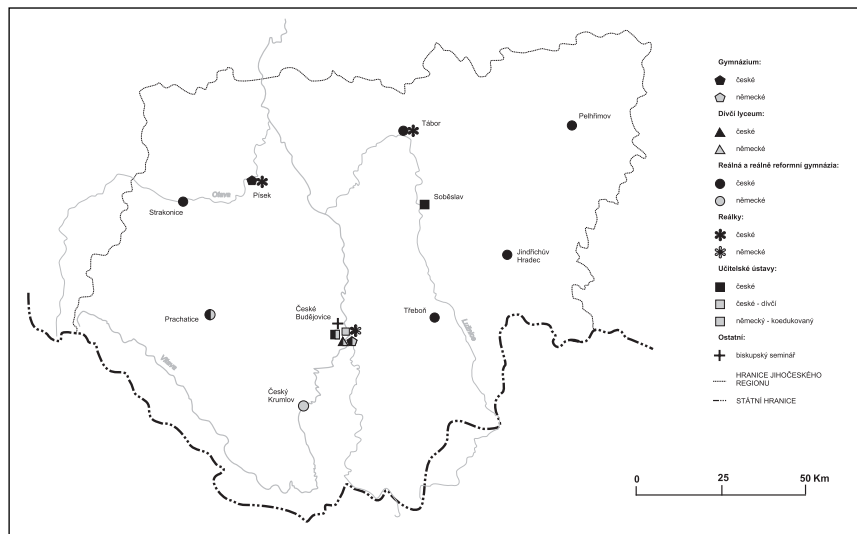 Tábor
Pelhřimov
Otava
Písek
Strakonice
Soběslav
Jindřichův
Hradec
Prachatice
České
Budějovice
Třeboň
Lužnice
Vltava
Český
Krumlov
Gymnázium:
české
německé
Dívčí lyceum:
české
německé
Reálná a reálně reformní gymnázia:
české
německé
Reálky:
české
německé
Učitelské ústavy:
české
české - dívčí
německý - koedukovaný
Ostatní:
biskupský seminář
HRANICE JIHOČESKÉHO
REGIONU
STÁTNÍ HRANICE
0 25 50 Km